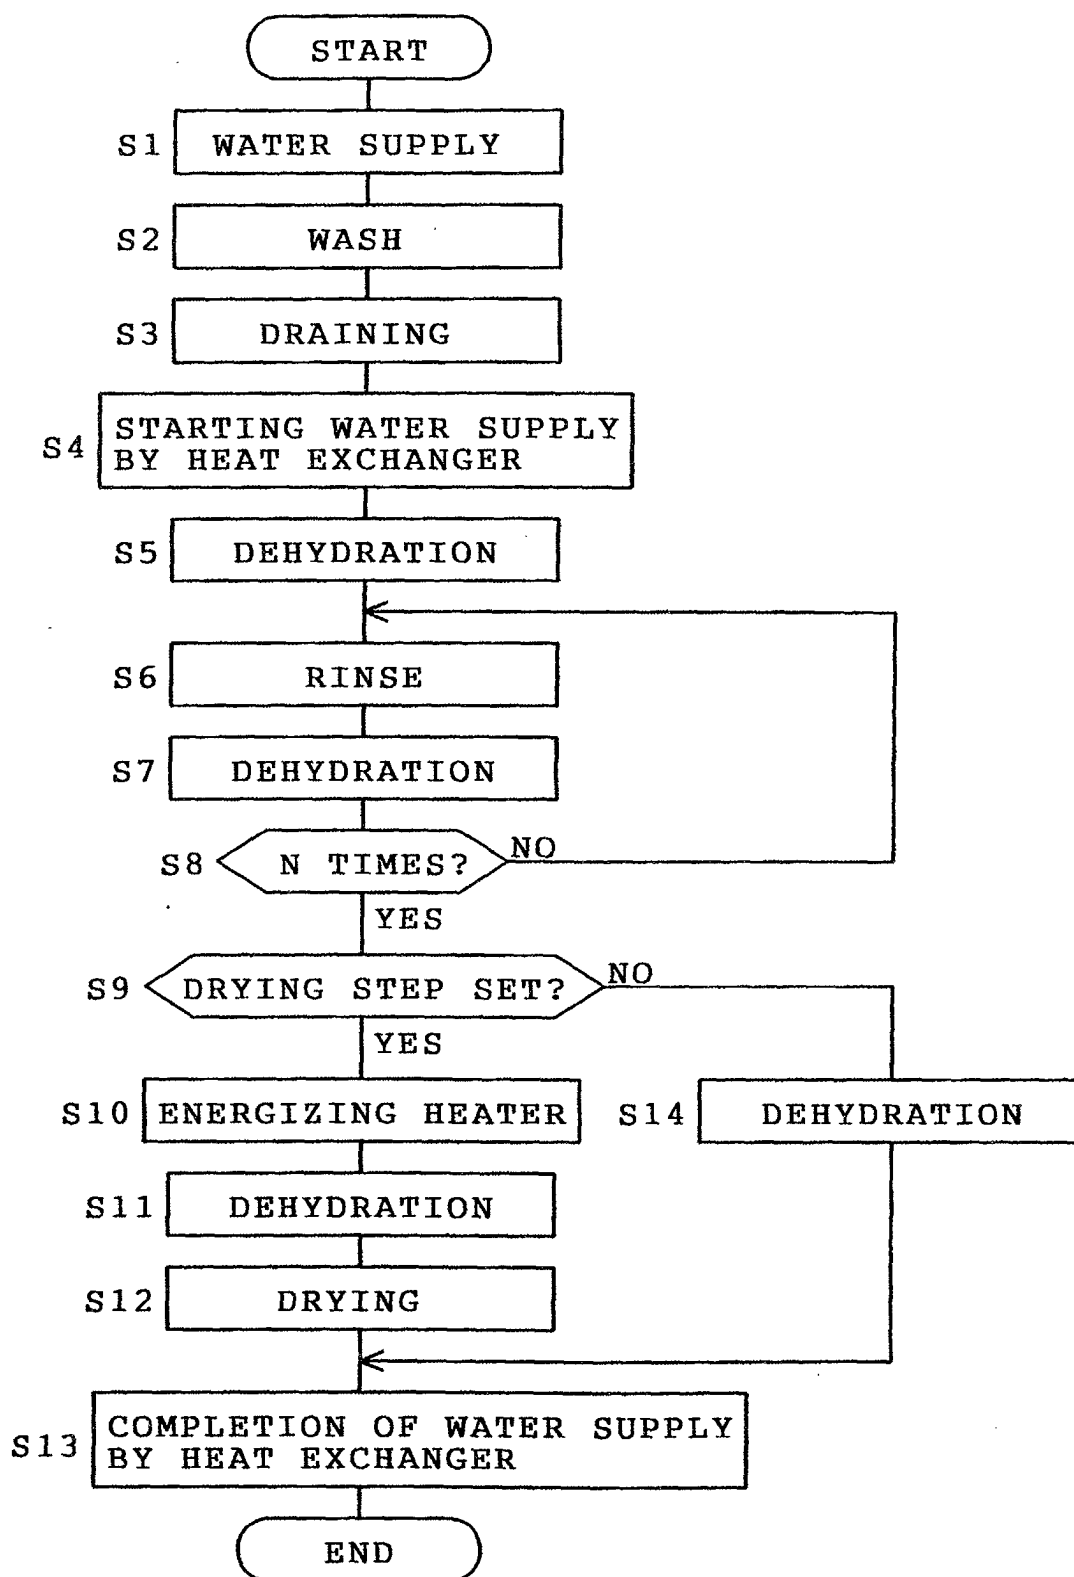 START
S1 WATER SUPPLY
S2 WASH
S3 DRAINING
S4 STARTING WATER SUPPLY
BY HEAT EXCHANGER
S5 DEHYDRATION
S6 RINSE
S7 DEHYDRATION
S8 N TIMES? NO
YES
S9 DRYING STEP SET? NO
YES
S10 ENERGIZING HEATER S14 DEHYDRATION
S11 DEHYDRATION
S12 DRYING
S13 COMPLETION OF WATER SUPPLY
BY HEAT EXCHANGER
END